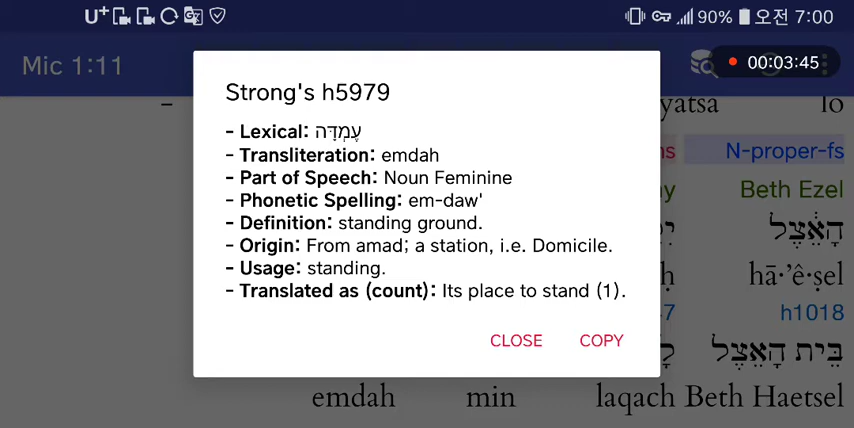 U+ 90% 오전 7:00
Mic 1:11 00:03:45
Strong's h5979
- Lexical: עֶמְדָּה
- Transliteration: emdah
- Part of Speech: Noun Feminine
- Phonetic Spelling: em-daw'
- Definition: standing ground.
- Origin: From amad; a station, i.e. Domicile.
- Usage: standing.
- Translated as (count): Its place to stand (1).
CLOSE COPY
yatsa lo
ns N-proper-fs
y Beth Ezel
הָאֵ֔צֶל
ḥ hā·’ê·ṣel
7 h1018
בֵּית הָאֵצֶל
emdah min laqach Beth Haetsel